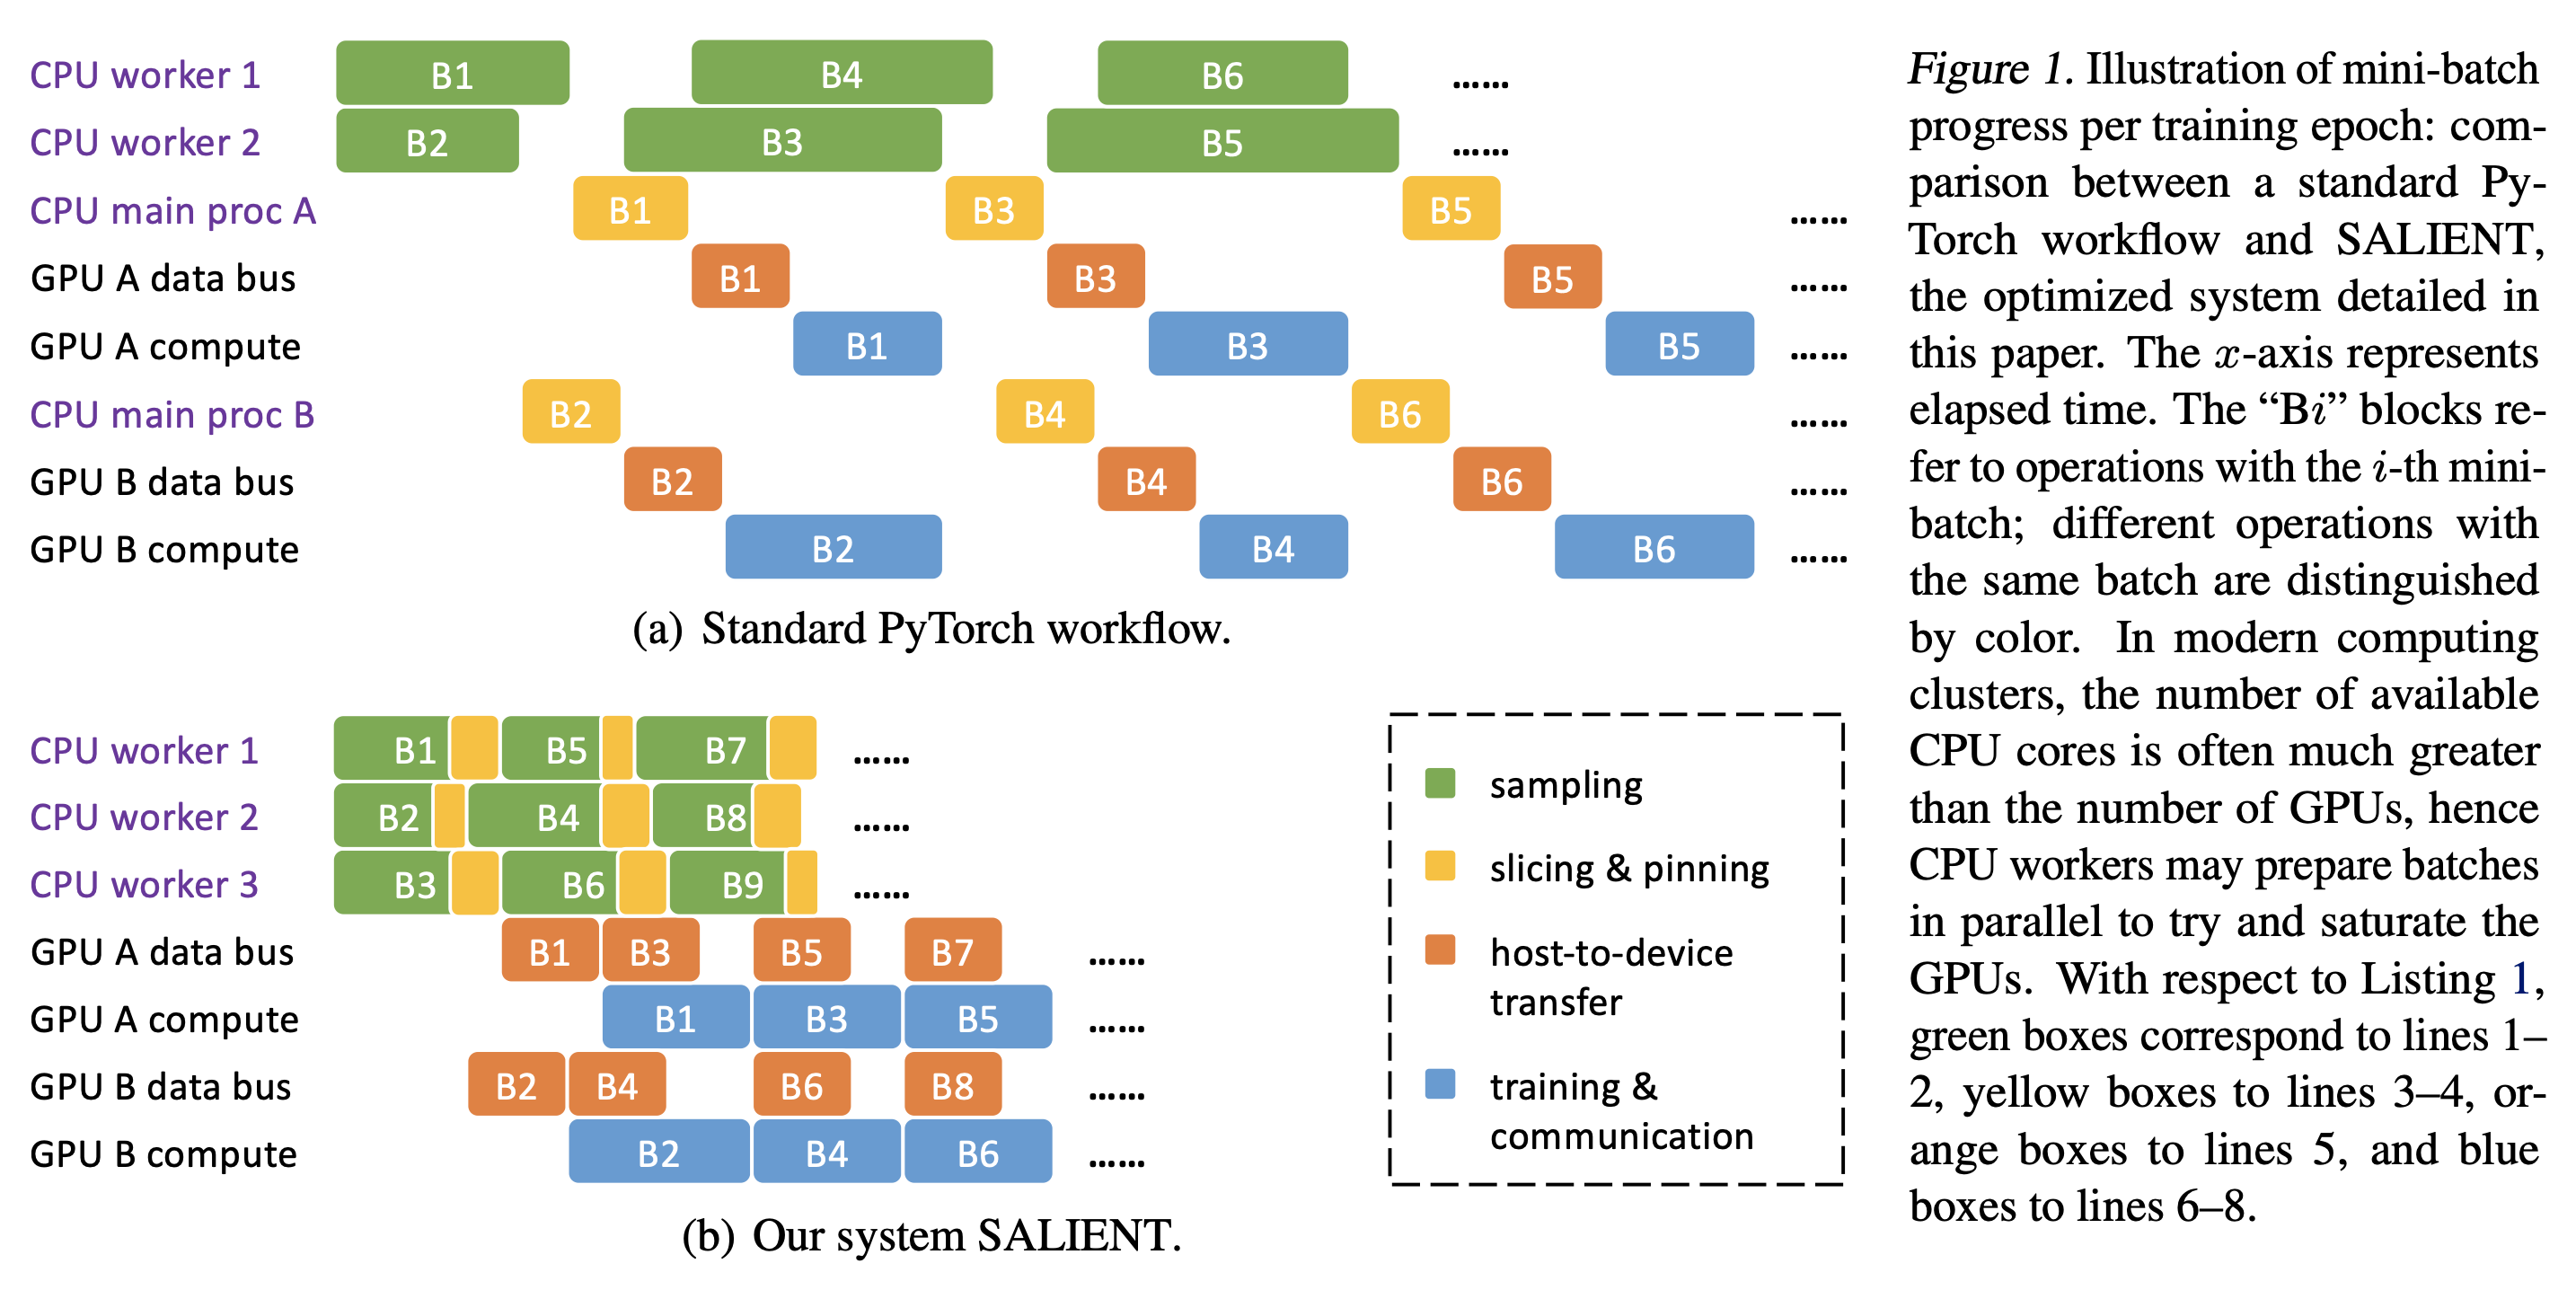 CPU worker 1 B1 B4 B6 ......
CPU worker 2 B2 B3 B5 ......
CPU main proc A B1 B3 B5 ......
GPU A data bus B1 B3 B5 ......
GPU A compute B1 B3 B5 ......
CPU main proc B B2 B4 B6 ......
GPU B data bus B2 B4 B6 ......
GPU B compute B2 B4 B6 ......
(a) Standard PyTorch workflow.
CPU worker 1 B1 B5 B7 ......
CPU worker 2 B2 B4 B8 ......
CPU worker 3 B3 B6 B9 ......
GPU A data bus B1 B3 B5 B7 ......
GPU A compute B1 B3 B5 ......
GPU B data bus B2 B4 B6 B8 ......
GPU B compute B2 B4 B6 ......
(b) Our system SALIENT.
sampling
slicing & pinning
host-to-device
transfer
training &
communication
Figure 1. Illustration of mini-batch
progress per training epoch: com-
parison between a standard Py-
Torch workflow and SALIENT,
the optimized system detailed in
this paper. The x-axis represents
elapsed time. The “Bi” blocks re-
fer to operations with the i-th mini-
batch; different operations with
the same batch are distinguished
by color. In modern computing
clusters, the number of available
CPU cores is often much greater
than the number of GPUs, hence
CPU workers may prepare batches
in parallel to try and saturate the
GPUs. With respect to Listing 1,
green boxes correspond to lines 1–
2, yellow boxes to lines 3–4, or-
ange boxes to lines 5, and blue
boxes to lines 6–8.